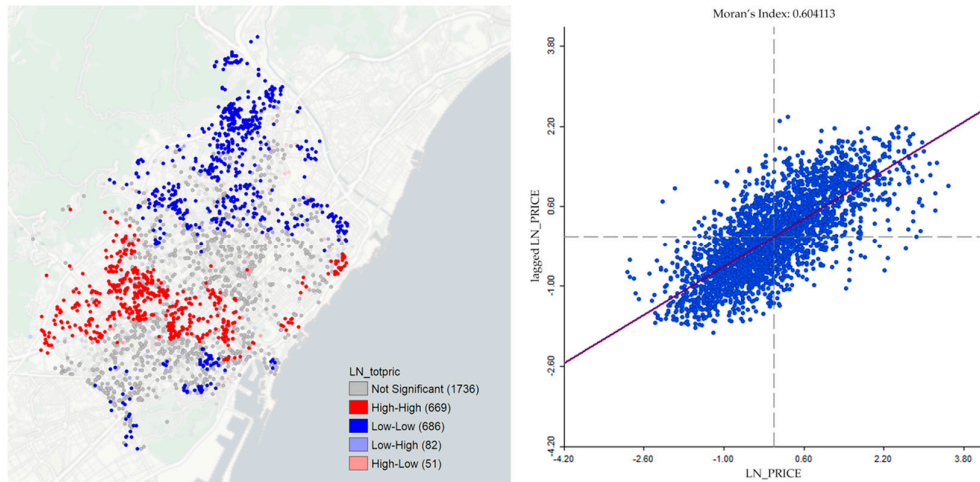 LN_totpric
Not Significant (1736)
High-High (669)
Low-Low (686)
Low-High (82)
High-Low (51)
Moran's Index: 0.604113
lagged LN_PRICE
3.80
2.20
0.60
-1.00
-2.60
-4.20
-4.20 -2.60 -1.00 0.60 2.20 3.80
LN_PRICE